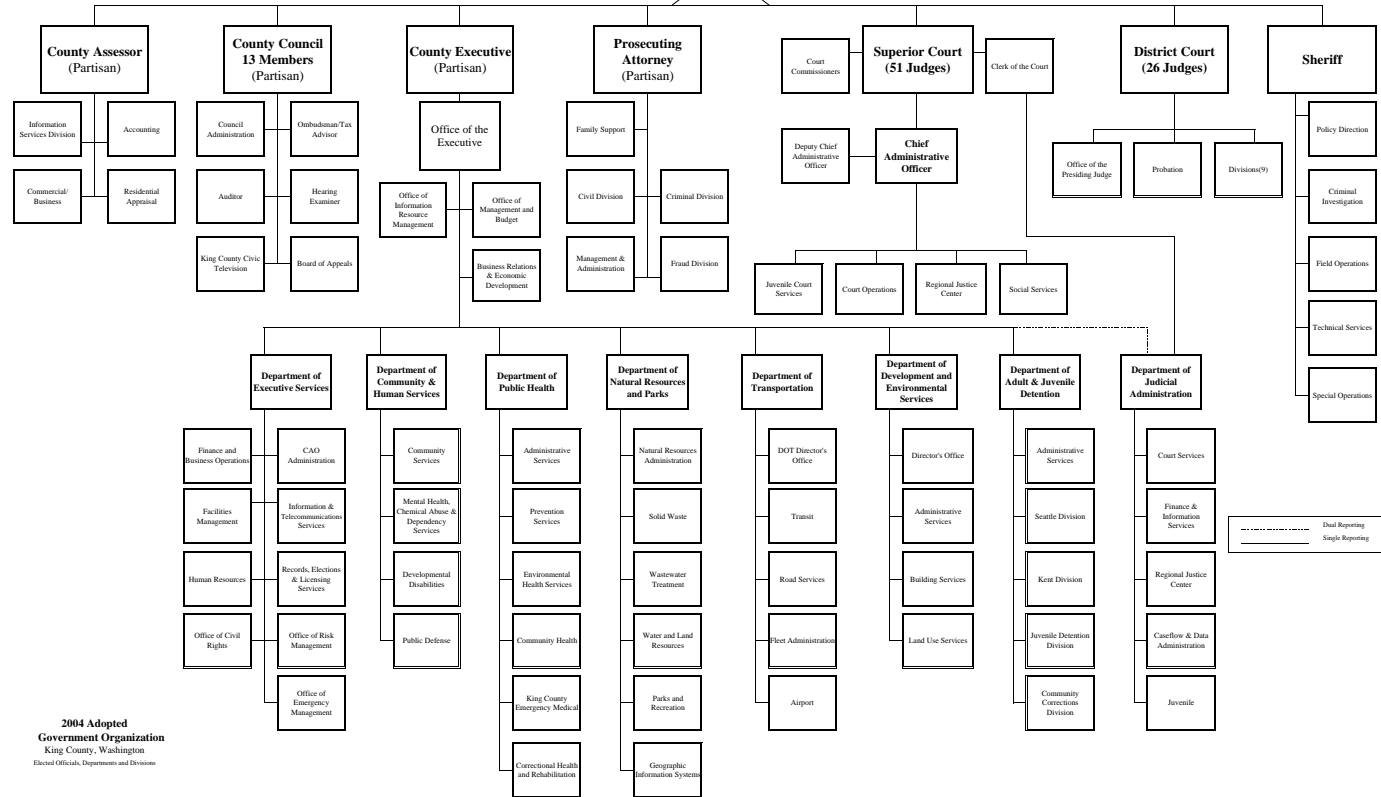 County Assessor
(Partisan)
County Council
13 Members
(Partisan)
County Executive
(Partisan)
Prosecuting
Attorney
(Partisan)
Court
Commissioners
Superior Court
(51 Judges)
Clerk of the Court
District Court
(26 Judges)
Sheriff
Information
Services Division
Accounting
Commercial/
Business
Residential
Appraisal
Council
Administration
Ombudsman/Tax
Advisor
Auditor
Hearing
Examiner
King County Civic
Television
Board of Appeals
Office of the
Executive
Office of
Information
Resource
Management
Office of
Management and
Budget
Business Relations
& Economic
Development
Family Support
Civil Division
Criminal Division
Management &
Administration
Fraud Division
Deputy Chief
Administrative
Officer
Chief
Administrative
Officer
Juvenile Court
Services
Court Operations
Regional Justice
Center
Social Services
Office of the
Presiding Judge
Probation
Divisions(9)
Policy Direction
Criminal
Investigation
Field Operations
Technical Services
Special Operations
Department of
Executive Services
Department of
Community &
Human Services
Department of
Public Health
Department of
Natural Resources
and Parks
Department of
Transportation
Department of
Development and
Environmental
Services
Department of
Adult & Juvenile
Detention
Department of
Judicial
Administration
Finance and
Business Operations
CAO
Administration
Facilities
Management
Information &
Telecommunications
Services
Human Resources
Records, Elections
& Licensing
Services
Office of Civil
Rights
Office of Risk
Management
Office of
Emergency
Management
Community
Services
Mental Health,
Chemical Abuse &
Dependency
Services
Developmental
Disabilities
Public Defense
Administrative
Services
Prevention
Services
Environmental
Health Services
Community Health
King County
Emergency Medical
Correctional Health
and Rehabilitation
Natural Resources
Administration
Solid Waste
Wastewater
Treatment
Water and Land
Resources
Parks and
Recreation
Geographic
Information Systems
DOT Director's
Office
Transit
Road Services
Fleet Administration
Airport
Director's Office
Administrative
Services
Building Services
Land Use Services
Administrative
Services
Seattle Division
Kent Division
Juvenile Detention
Division
Community
Corrections
Division
Court Services
Finance &
Information
Services
Regional Justice
Center
Caseflow & Data
Administration
Juvenile
Dual Reporting
Single Reporting
2004 Adopted
Government Organization
King County, Washington
Elected Officials, Departments and Divisions